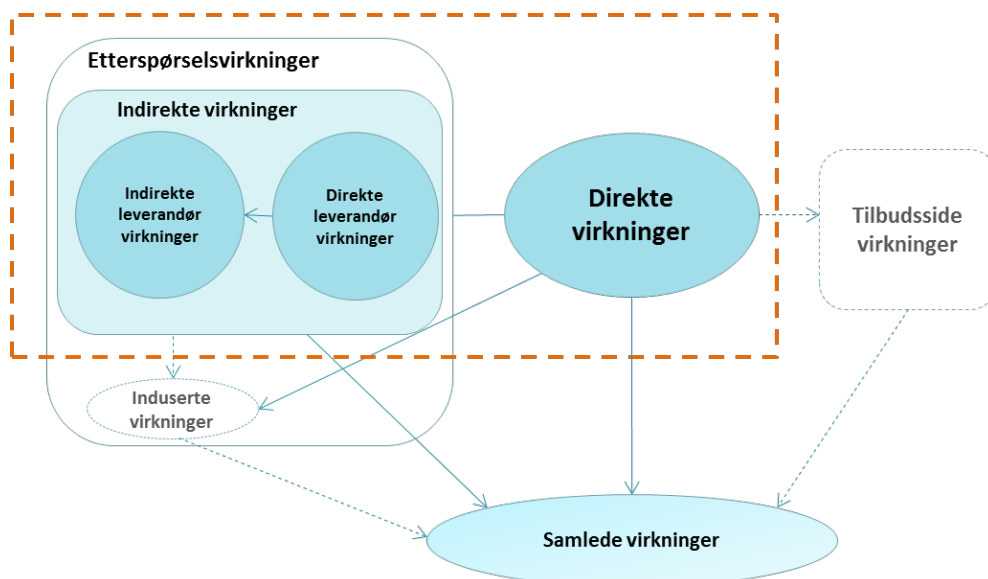 Etterspørselsvirkninger
Indirekte virkninger
Indirekte
leverandør
virkninger
Direkte
leverandør
virkninger
Direkte
virkninger
Tilbudsside
virkninger
Induserte
virkninger
Samlede virkninger